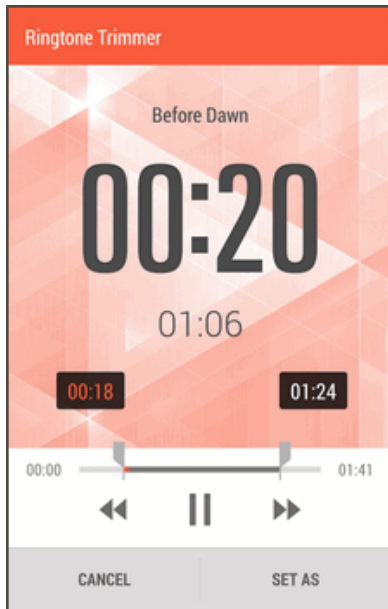 Ringtone Trimmer
Before Dawn
00:20
01:06
00:18 01:24
00:00 01:41
CANCEL SET AS